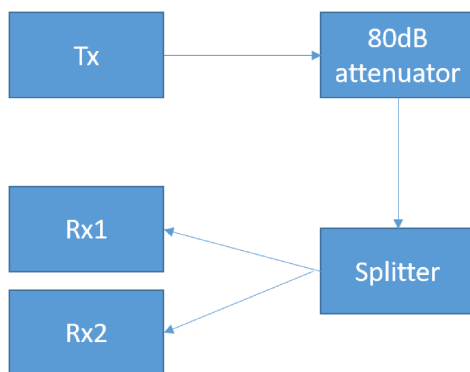 Tx
80dB
attenuator
Rx1
Splitter
Rx2